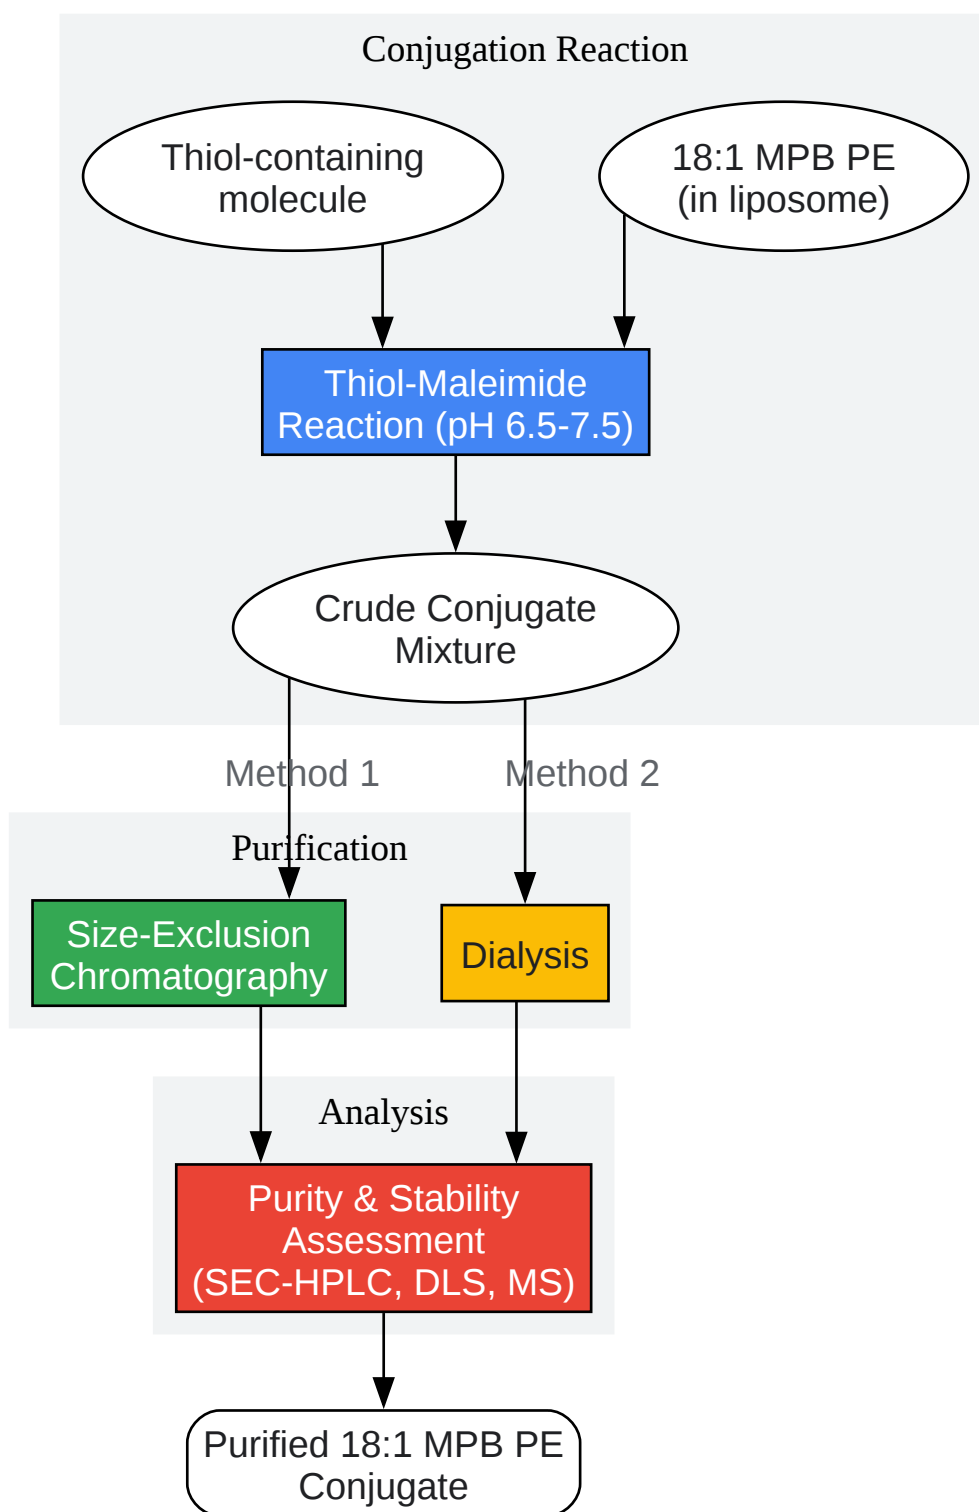 Conjugation Reaction
Thiol-containing
molecule
18:1 MPB PE
(in liposome)
Thiol-Maleimide
Reaction (pH 6.5-7.5)
Crude Conjugate
Mixture
Method 1
Method 2
Purification
Size-Exclusion
Chromatography
Dialysis
Analysis
Purity & Stability
Assessment
(SEC-HPLC, DLS, MS)
Purified 18:1 MPB PE
Conjugate